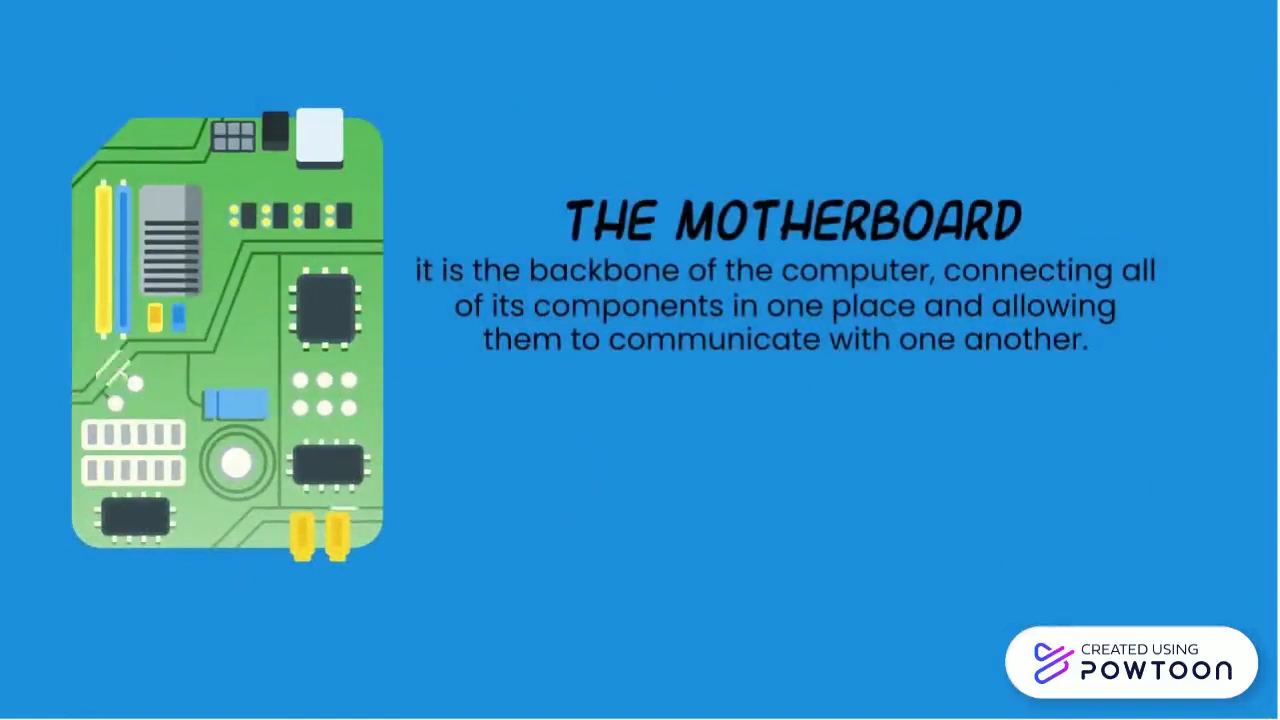 THE MOTHERBOARD
it is the backbone of the computer, connecting all
of its components in one place and allowing
them to communicate with one another.
CREATED USING
POWTOON